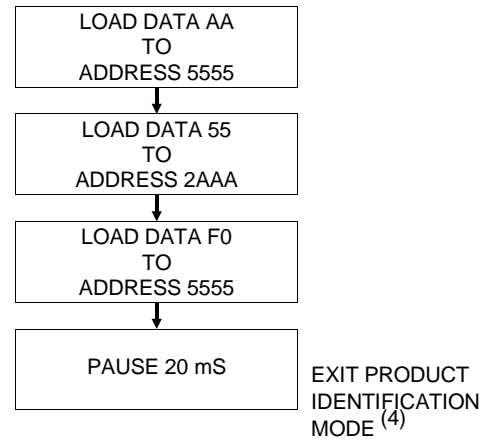 LOAD DATA AA
TO
ADDRESS 5555
LOAD DATA 55
TO
ADDRESS 2AAA
LOAD DATA F0
TO
ADDRESS 5555
PAUSE 20 mS
EXIT PRODUCT
IDENTIFICATION
MODE (4)